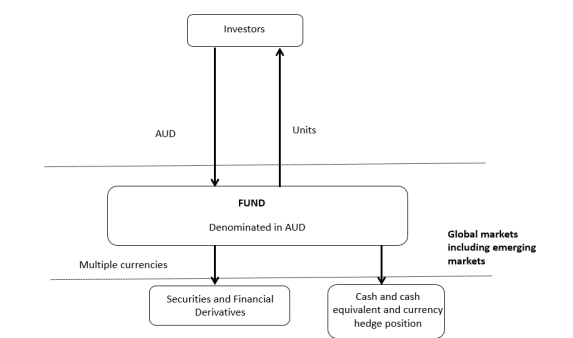 Investors
AUD
Units
FUND
Denominated in AUD
Global markets
including emerging
markets
Multiple currencies
Securities and Financial
Derivatives
Cash and cash
equivalent and currency
hedge position